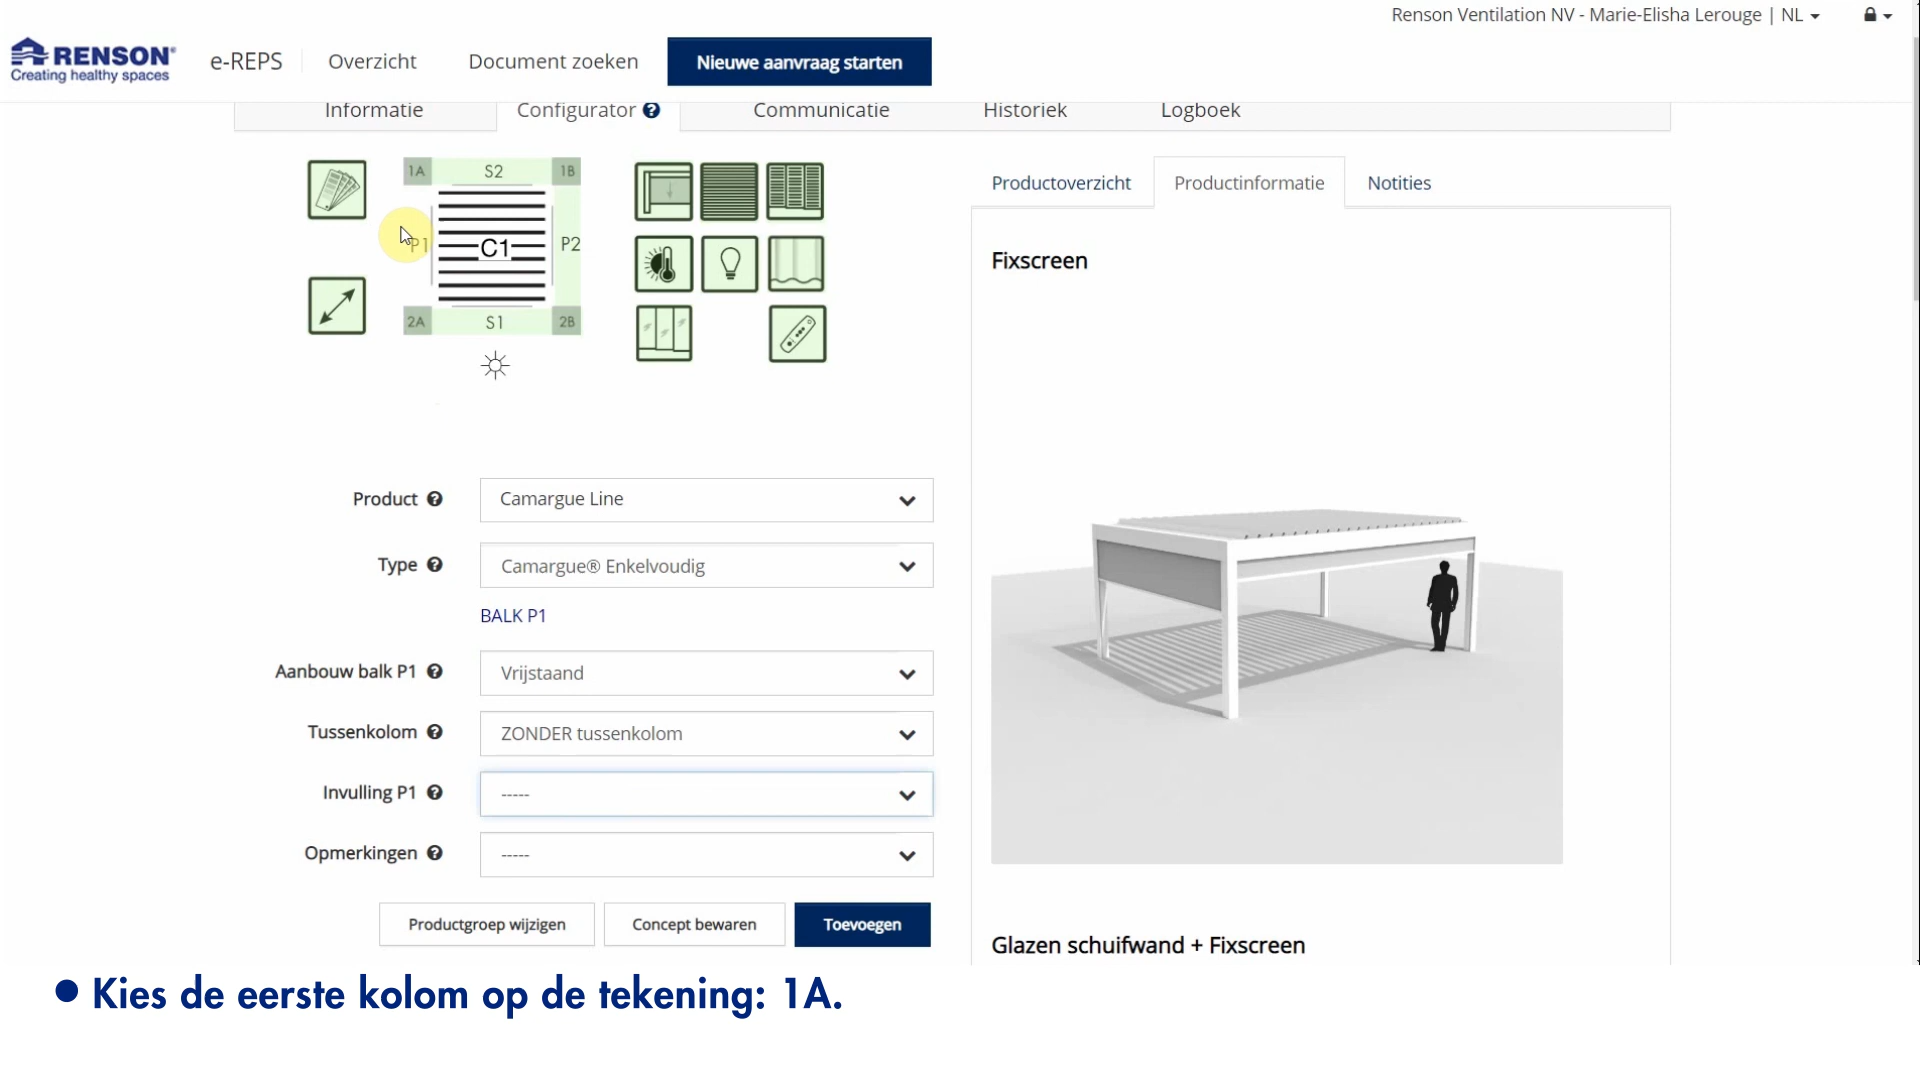 Renson Ventilation NV - Marie-Elisha Lerouge | NL
RENSON®
Creating healthy spaces
e-REPS
Overzicht
Document zoeken
Nieuwe aanvraag starten
Informatie
Configurator
Communicatie
Historiek
Logboek
1A
S2
1B
P1
C1
P2
2A
S1
2B
Productoverzicht
Productinformatie
Notities
Fixscreen
Product
Camargue Line
Type
Camargue® Enkelvoudig
BALK P1
Aanbouw balk P1
Vrijstaand
Tussenkolom
ZONDER tussenkolom
Invulling P1
-----
Opmerkingen
-----
Productgroep wijzigen
Concept bewaren
Toevoegen
Glazen schuifwand + Fixscreen
• Kies de eerste kolom op de tekening: 1A.